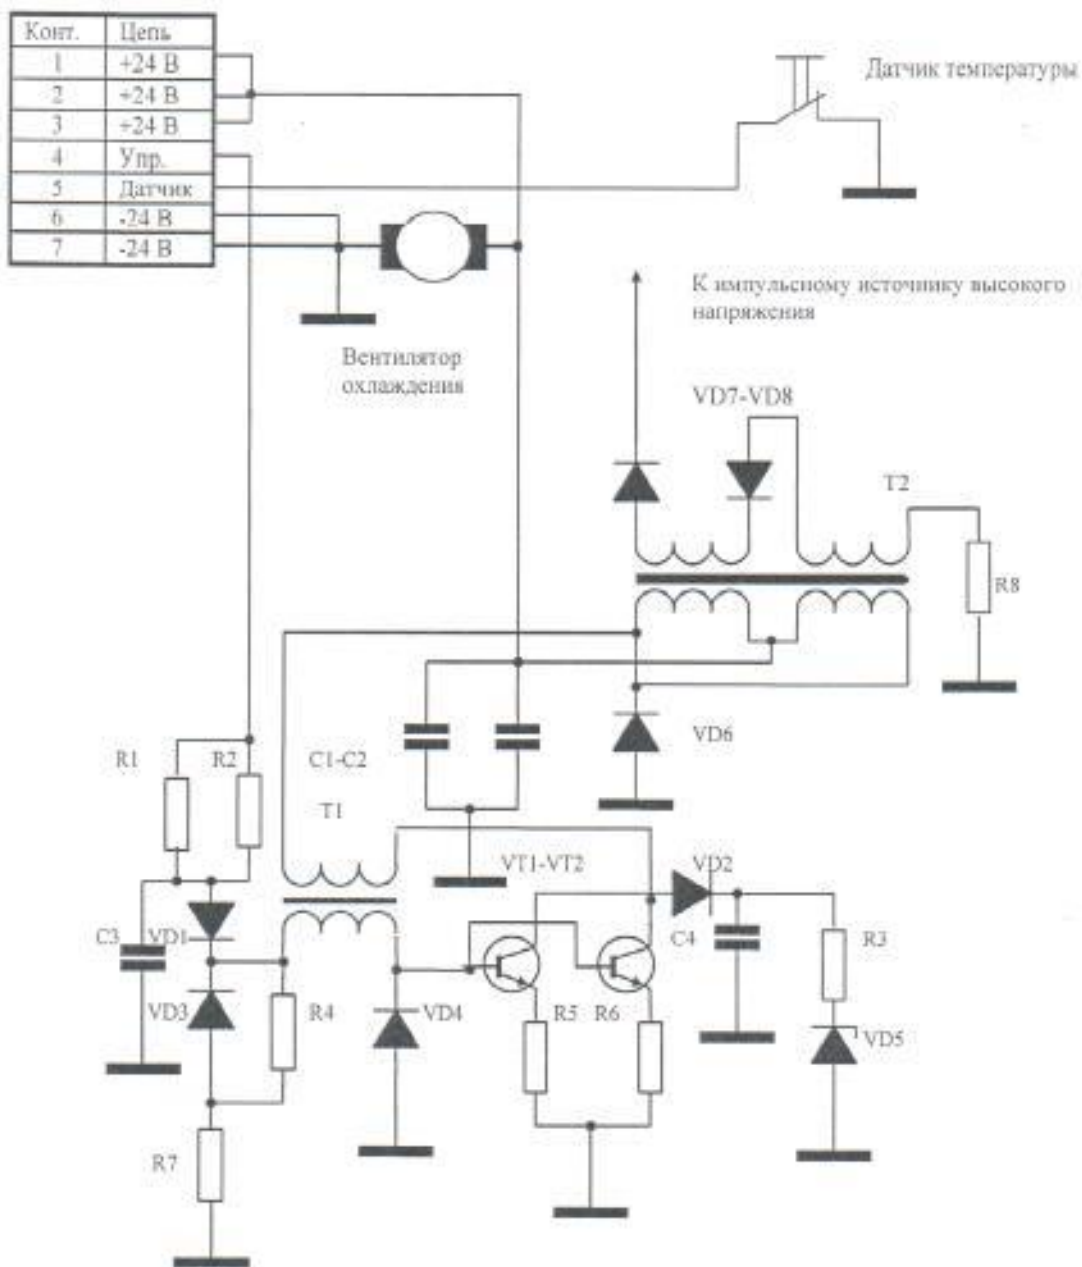 Конт. Цепь
1 +24 В
2 +24 В
3 +24 В
4 Упр.
5 Датчик
6 -24 В
7 -24 В
Датчик температуры
К импульсному источнику высокого
напряжения
Вентилятор
охлаждения
VD7-VD8
T2
R8
VD6
R1
R2
C1-C2
T1
VT1-VT2
VD2
C3
VD1
C4
R3
VD3
R4
VD4
R5
R6
VD5
R7